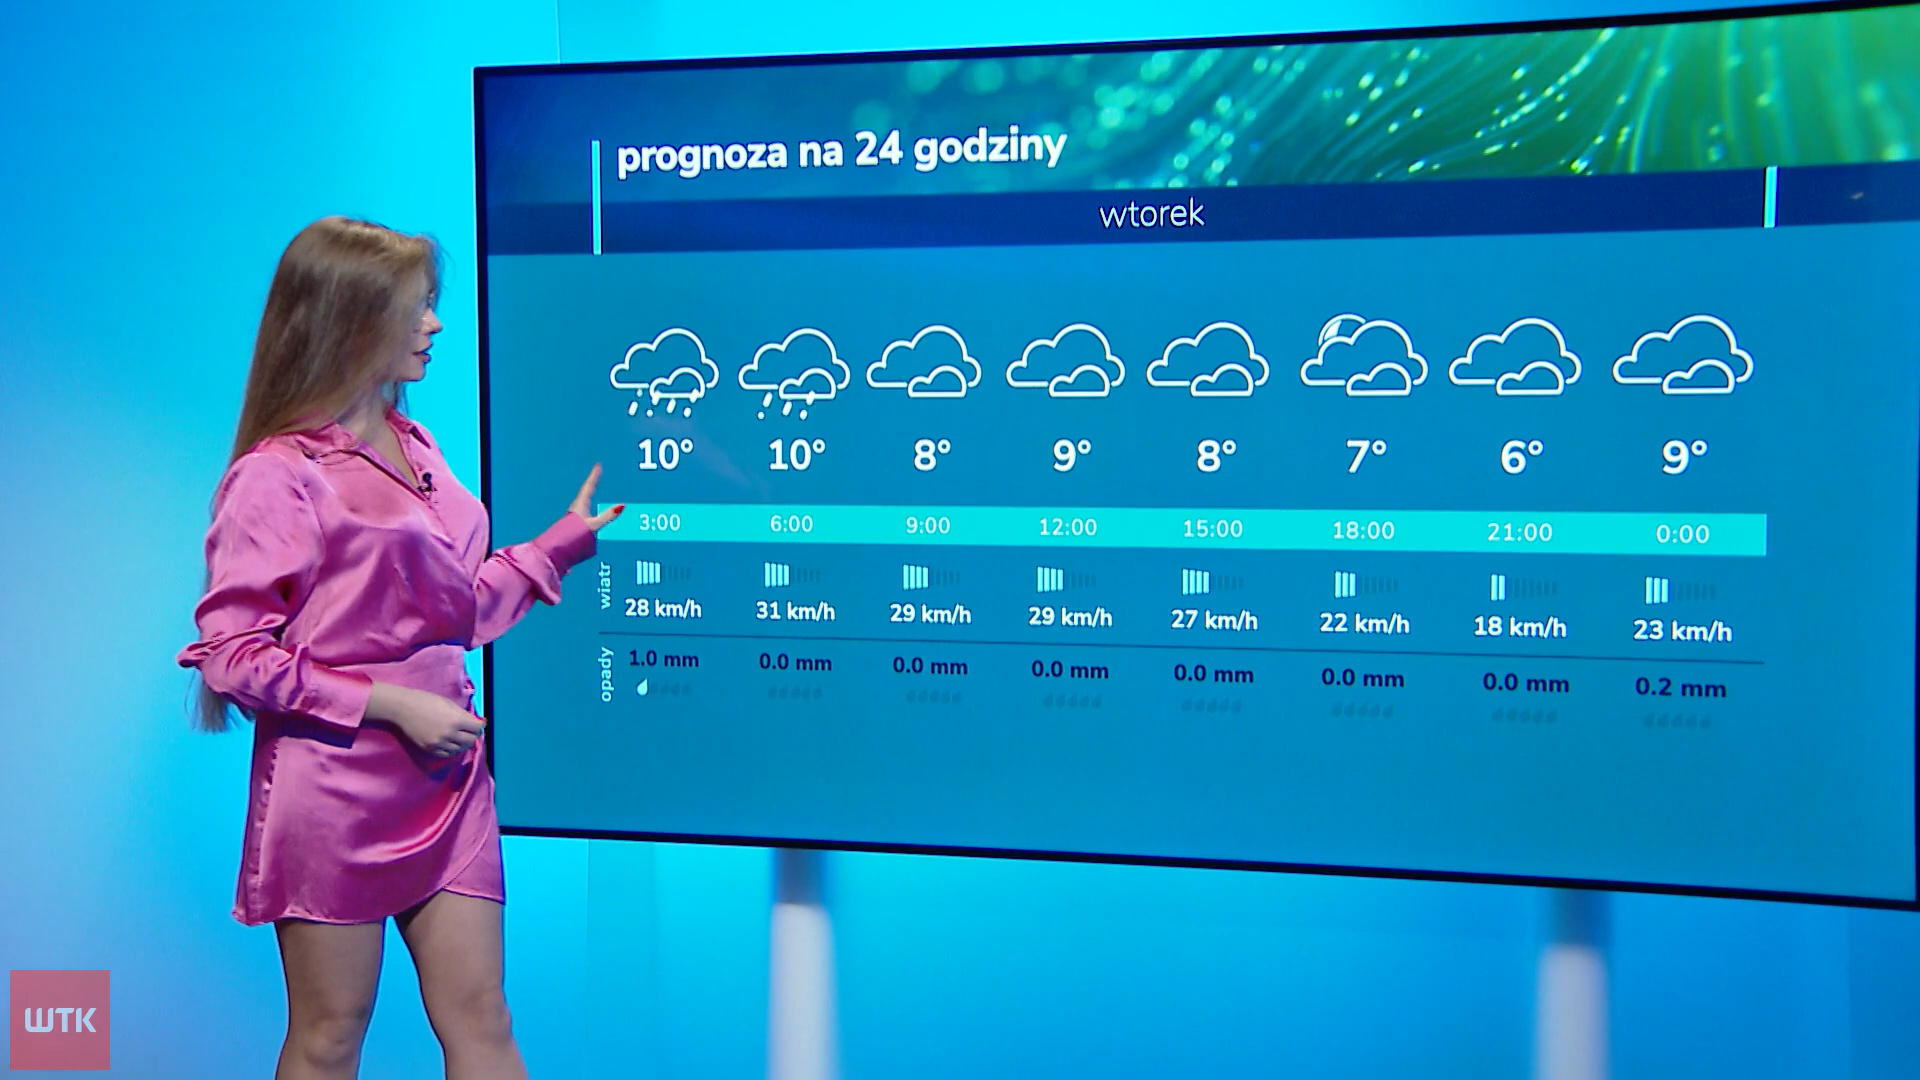 prognoza na 24 godziny
wtorek
10° 10° 8° 9° 8° 7° 6° 9°
3:00 6:00 9:00 12:00 15:00 18:00 21:00 0:00
wiatr
28 km/h 31 km/h 29 km/h 29 km/h 27 km/h 22 km/h 18 km/h 23 km/h
opady
1.0 mm 0.0 mm 0.0 mm 0.0 mm 0.0 mm 0.0 mm 0.0 mm 0.2 mm
WTK